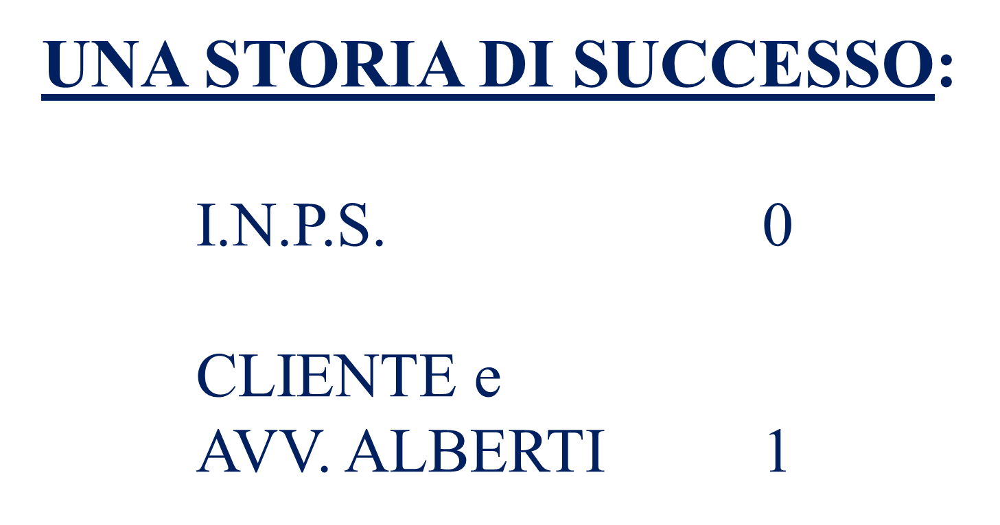 UNA STORIA DI SUCCESSO:
I.N.P.S. 0
CLIENTE e
AVV. ALBERTI 1